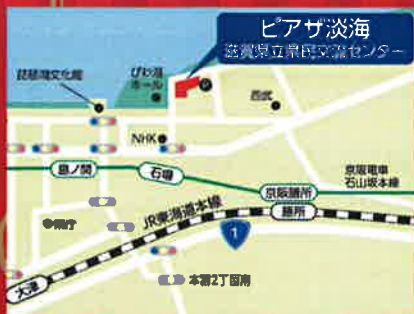 ピアザ淡海
滋賀県立県民交流センター
琵琶湖文化館
びわ湖
ホール
P
西武
NHK
島ノ関
石場
京阪電車
石山坂本線
京阪膳所
膳所
JR東海道本線
1
県庁
大津
本宮2丁目南